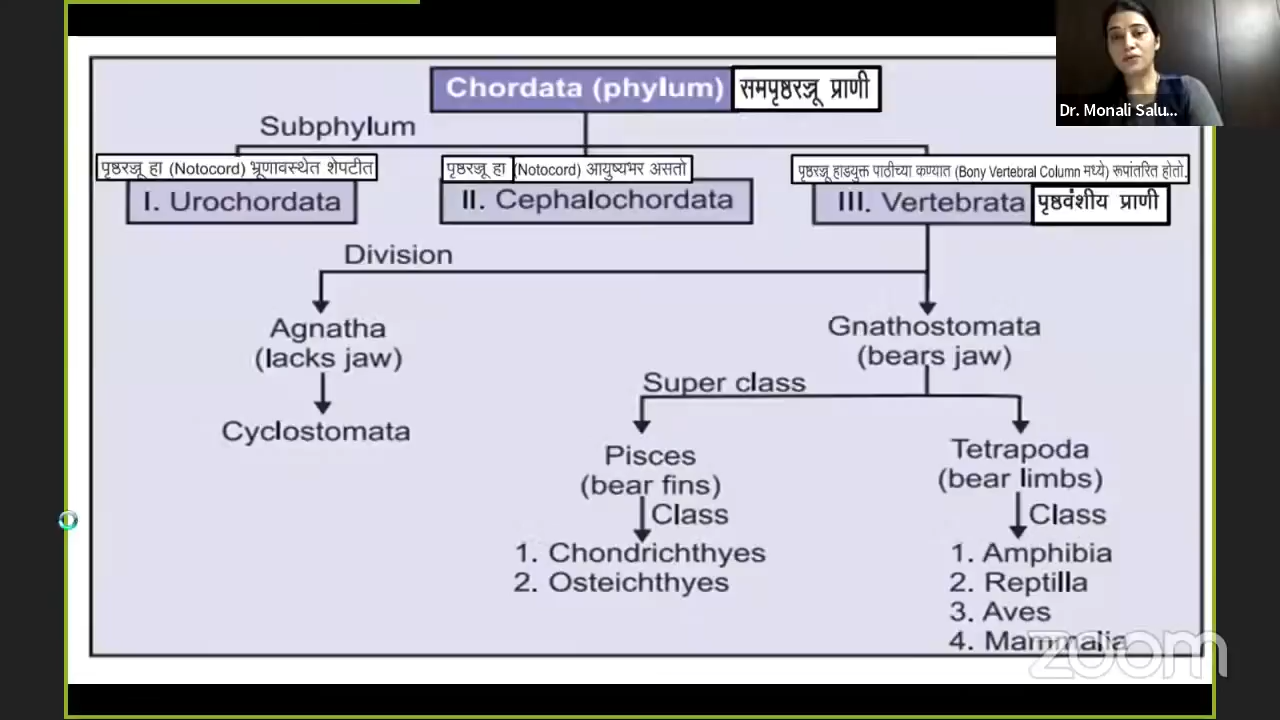 Chordata (phylum) समपृष्ठरज्जू प्राणी
Dr. Monali Salu...
Subphylum
पृष्ठरज्जू हा (Notocord) भ्रूणावस्थेत शेपटीत
पृष्ठरज्जू हा (Notocord) आयुष्यभर असतो
पृष्ठरज्जू हाडयुक्त पाठीच्या कण्यात (Bony Vertebral Column मध्ये) रूपांतरित होतो.
I. Urochordata
II. Cephalochordata
III. Vertebrata पृष्ठवंशीय प्राणी
Division
Agnatha
(lacks jaw)
Cyclostomata
Gnathostomata
(bears jaw)
Super class
Pisces
(bear fins)
Class
1. Chondrichthyes
2. Osteichthyes
Tetrapoda
(bear limbs)
Class
1. Amphibia
2. Reptilla
3. Aves
4. Mammalia
zoom